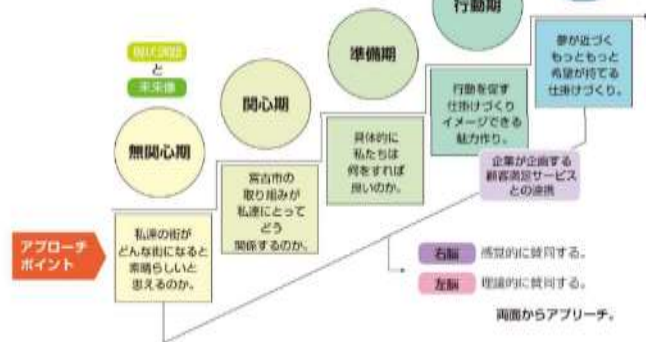 行動期
準備期
関心期
無関心期
と
未来像
アプローチ
ポイント
私達の街が
どんな街になると
素晴らしいと
思えるのか。
宮古市の
取り組みが
私達にとって
どう
関係するのか。
具体的に
私たちは
何をすれば
良いのか。
行動を促す
仕掛けづくり
イメージできる
魅力作り。
夢が近づく
もっともっと
希望が持てる
仕掛けづくり。
企業が企画する
顧客満足サービス
との連携
右脳 感覚的に賛同する。
左脳 理論的に賛同する。
両面からアプリーチ。